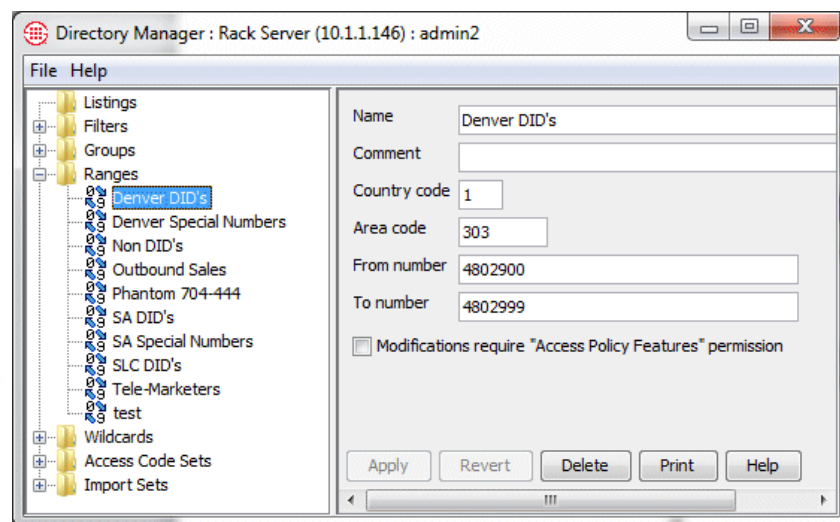 Directory Manager : Rack Server (10.1.1.146) : admin2
File Help
Listings
Filters
Groups
Ranges
Denver DID's
Denver Special Numbers
Non DID's
Outbound Sales
Phantom 704-444
SA DID's
SA Special Numbers
SLC DID's
Tele-Marketers
test
Wildcards
Access Code Sets
Import Sets
Name Denver DID's
Comment
Country code 1
Area code 303
From number 4802900
To number 4802999
Modifications require "Access Policy Features" permission
Apply Revert Delete Print Help